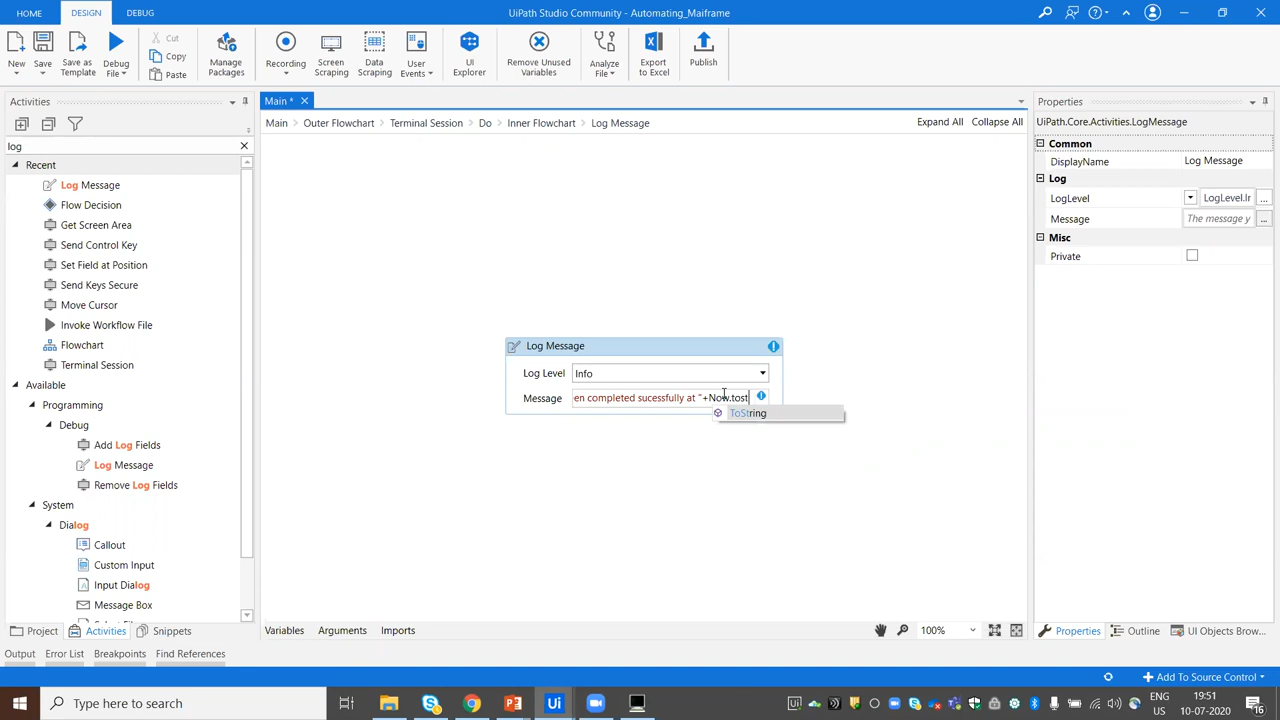 HOME
DESIGN
DEBUG
UiPath Studio Community - Automating_Maiframe
New
Save
Save as Template
Debug File
Cut
Copy
Paste
Manage Packages
Recording
Screen Scraping
Data Scraping
User Events
UI Explorer
Remove Unused Variables
Analyze File
Export to Excel
Publish
Activities
Main *
Properties
Main
Outer Flowchart
Terminal Session
Do
Inner Flowchart
Log Message
Expand All
Collapse All
UiPath.Core.Activities.LogMessage
log
Recent
Log Message
Flow Decision
Get Screen Area
Send Control Key
Set Field at Position
Send Keys Secure
Move Cursor
Invoke Workflow File
Flowchart
Terminal Session
Available
Programming
Debug
Add Log Fields
Log Message
Remove Log Fields
System
Dialog
Callout
Custom Input
Input Dialog
Message Box
Log Message
Log Level
Info
Message
en completed sucessfully at "+Now.tost
ToString
Common
DisplayName
Log Message
Log
LogLevel
LogLevel.Ir
...
Message
The message y
...
Misc
Private
Project
Activities
Snippets
Variables
Arguments
Imports
100%
Properties
Outline
UI Objects Brow...
Output
Error List
Breakpoints
Find References
Add To Source Control
Type here to search
Ui
ENG
US
19:51
10-07-2020
16